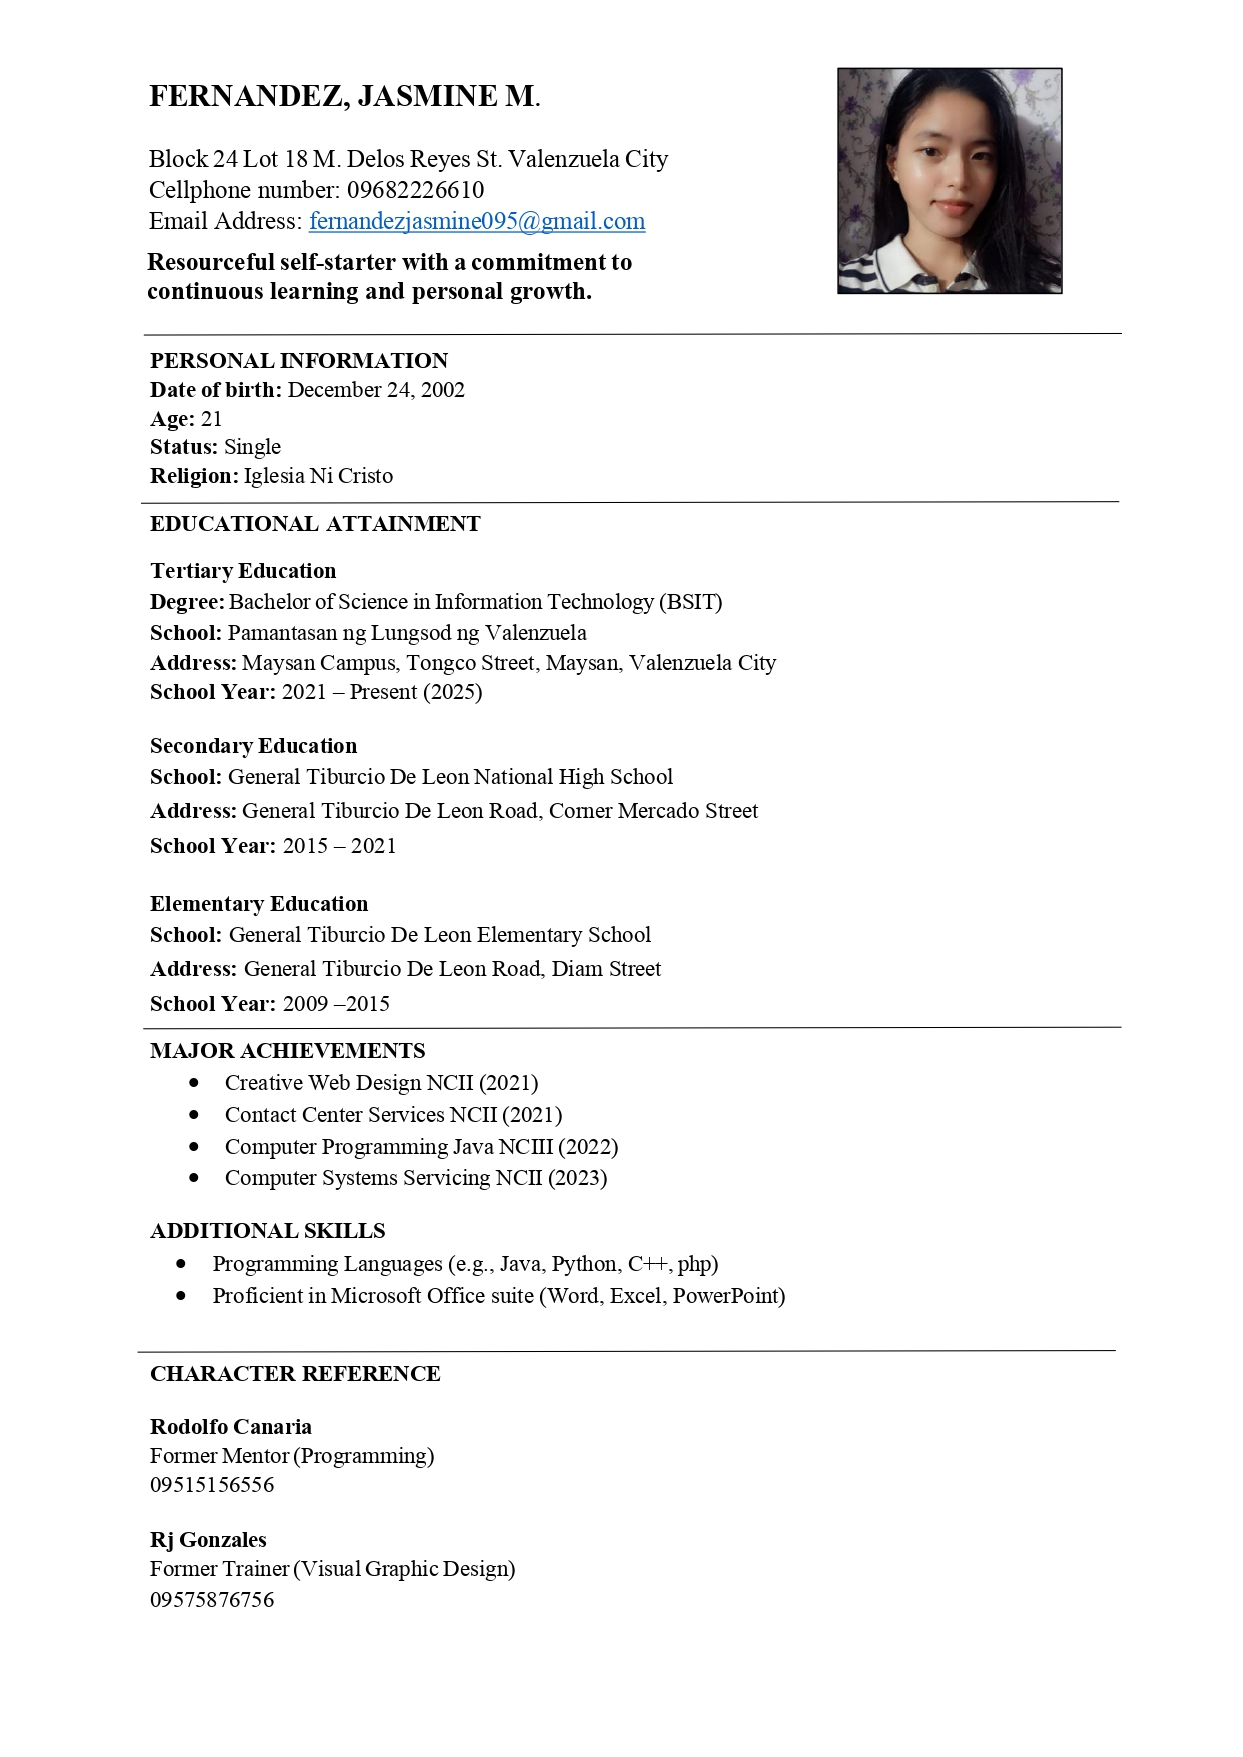 FERNANDEZ, JASMINE M.
Block 24 Lot 18 M. Delos Reyes St. Valenzuela City
Cellphone number: 09682226610
Email Address: fernandezjasmine095@gmail.com
Resourceful self-starter with a commitment to
continuous learning and personal growth.
PERSONAL INFORMATION
Date of birth: December 24, 2002
Age: 21
Status: Single
Religion: Iglesia Ni Cristo
EDUCATIONAL ATTAINMENT
Tertiary Education
Degree: Bachelor of Science in Information Technology (BSIT)
School: Pamantasan ng Lungsod ng Valenzuela
Address: Maysan Campus, Tongco Street, Maysan, Valenzuela City
School Year: 2021 – Present (2025)
Secondary Education
School: General Tiburcio De Leon National High School
Address: General Tiburcio De Leon Road, Corner Mercado Street
School Year: 2015 – 2021
Elementary Education
School: General Tiburcio De Leon Elementary School
Address: General Tiburcio De Leon Road, Diam Street
School Year: 2009 –2015
MAJOR ACHIEVEMENTS
• Creative Web Design NCII (2021)
• Contact Center Services NCII (2021)
• Computer Programming Java NCIII (2022)
• Computer Systems Servicing NCII (2023)
ADDITIONAL SKILLS
• Programming Languages (e.g., Java, Python, C++, php)
• Proficient in Microsoft Office suite (Word, Excel, PowerPoint)
CHARACTER REFERENCE
Rodolfo Canaria
Former Mentor (Programming)
09515156556
Rj Gonzales
Former Trainer (Visual Graphic Design)
09575876756